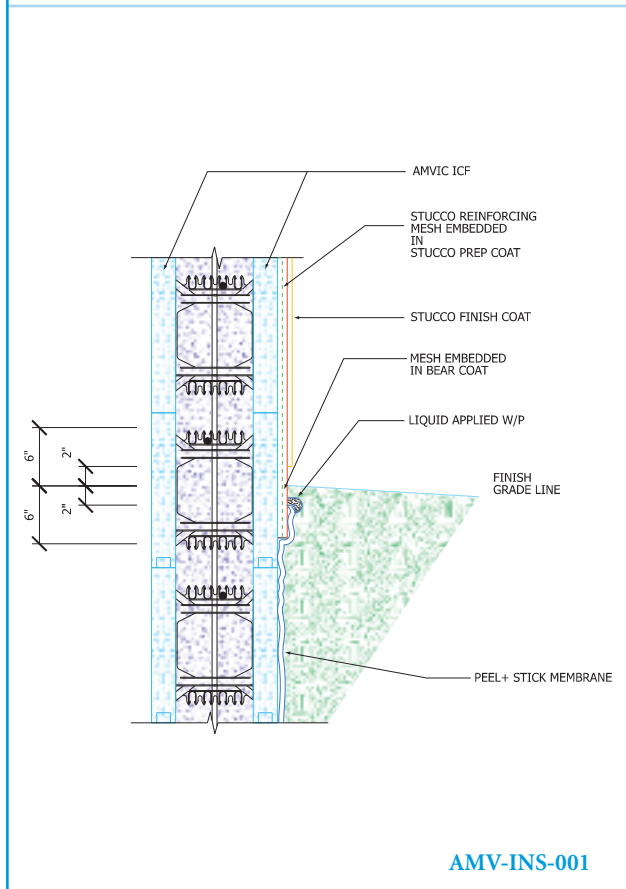 AMVIC ICF
STUCCO REINFORCING
MESH EMBEDDED
IN
STUCCO PREP COAT
STUCCO FINISH COAT
MESH EMBEDDED
IN BEAR COAT
LIQUID APPLIED W/P
FINISH
GRADE LINE
6"
2"
6"
2"
PEEL+ STICK MEMBRANE
AMV-INS-001